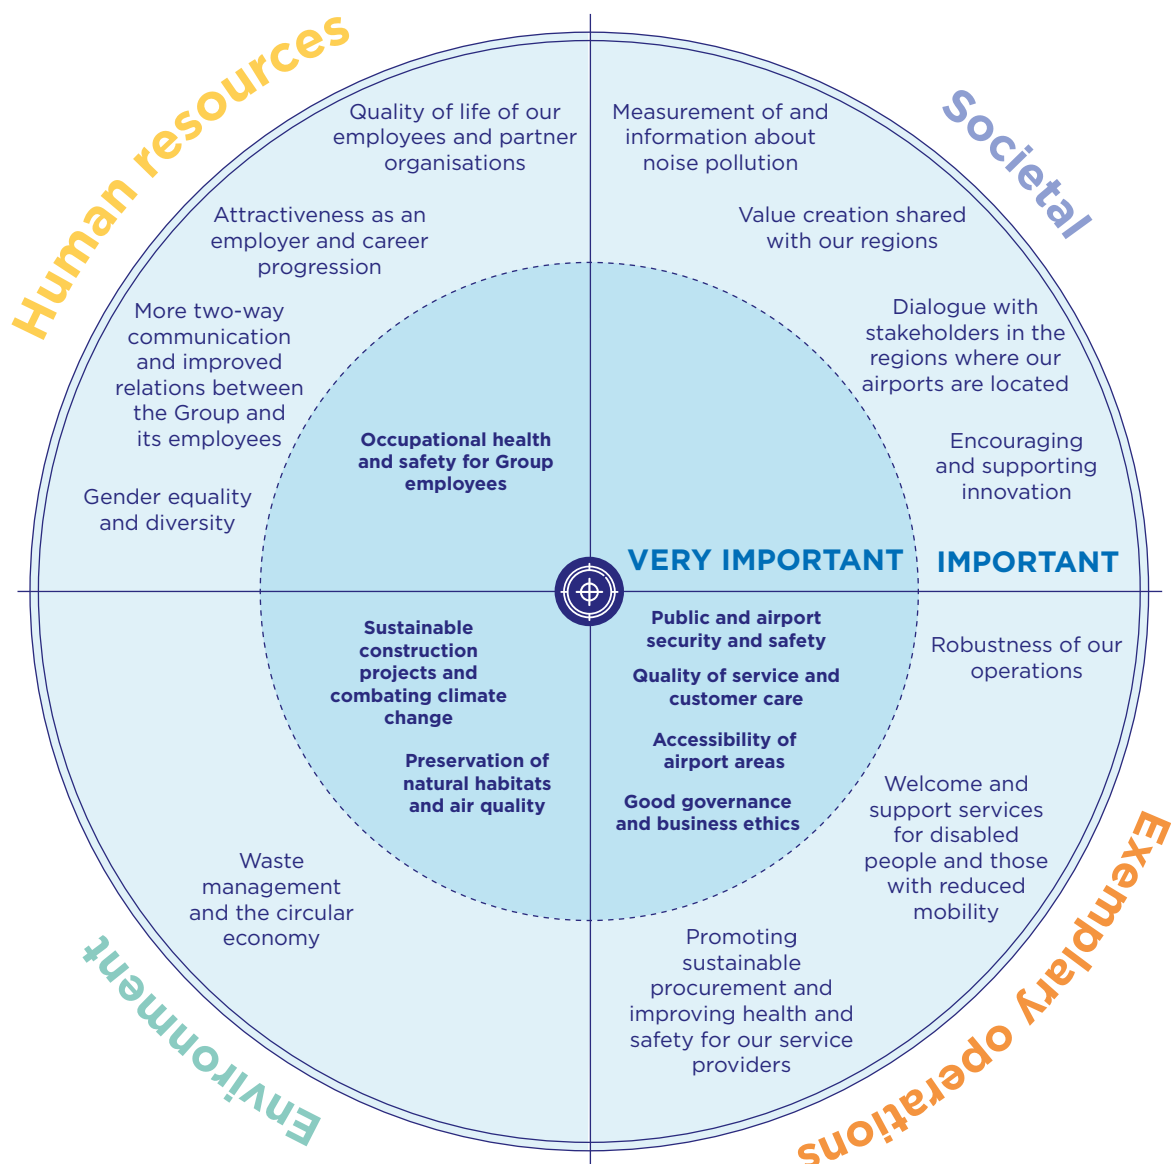 Human resources
Quality of life of our
employees and partner
organisations
Attractiveness as an
employer and career
progression
More two-way
communication
and improved
relations between
the Group and
its employees
Gender equality
and diversity
Occupational health
and safety for Group
employees
Societal
Measurement of and
information about
noise pollution
Value creation shared
with our regions
Dialogue with
stakeholders in the
regions where our
airports are located
Encouraging
and supporting
innovation
VERY IMPORTANT
IMPORTANT
Sustainable
construction
projects and
combating climate
change
Preservation of
natural habitats
and air quality
Waste
management
and the circular
economy
Environment
Public and airport
security and safety
Quality of service and
customer care
Accessibility of
airport areas
Good governance
and business ethics
Robustness of our
operations
Welcome and
support services
for disabled
people and those
with reduced
mobility
Promoting
sustainable
procurement and
improving health and
safety for our service
providers
Exemplary operations